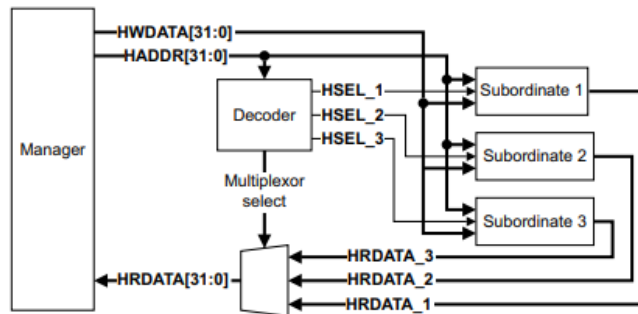 HWDATA[31:0]
HADDR[31:0]
Manager
Decoder
HSEL_1
HSEL_2
HSEL_3
Subordinate 1
Subordinate 2
Subordinate 3
Multiplexor
select
HRDATA[31:0]
HRDATA_3
HRDATA_2
HRDATA_1